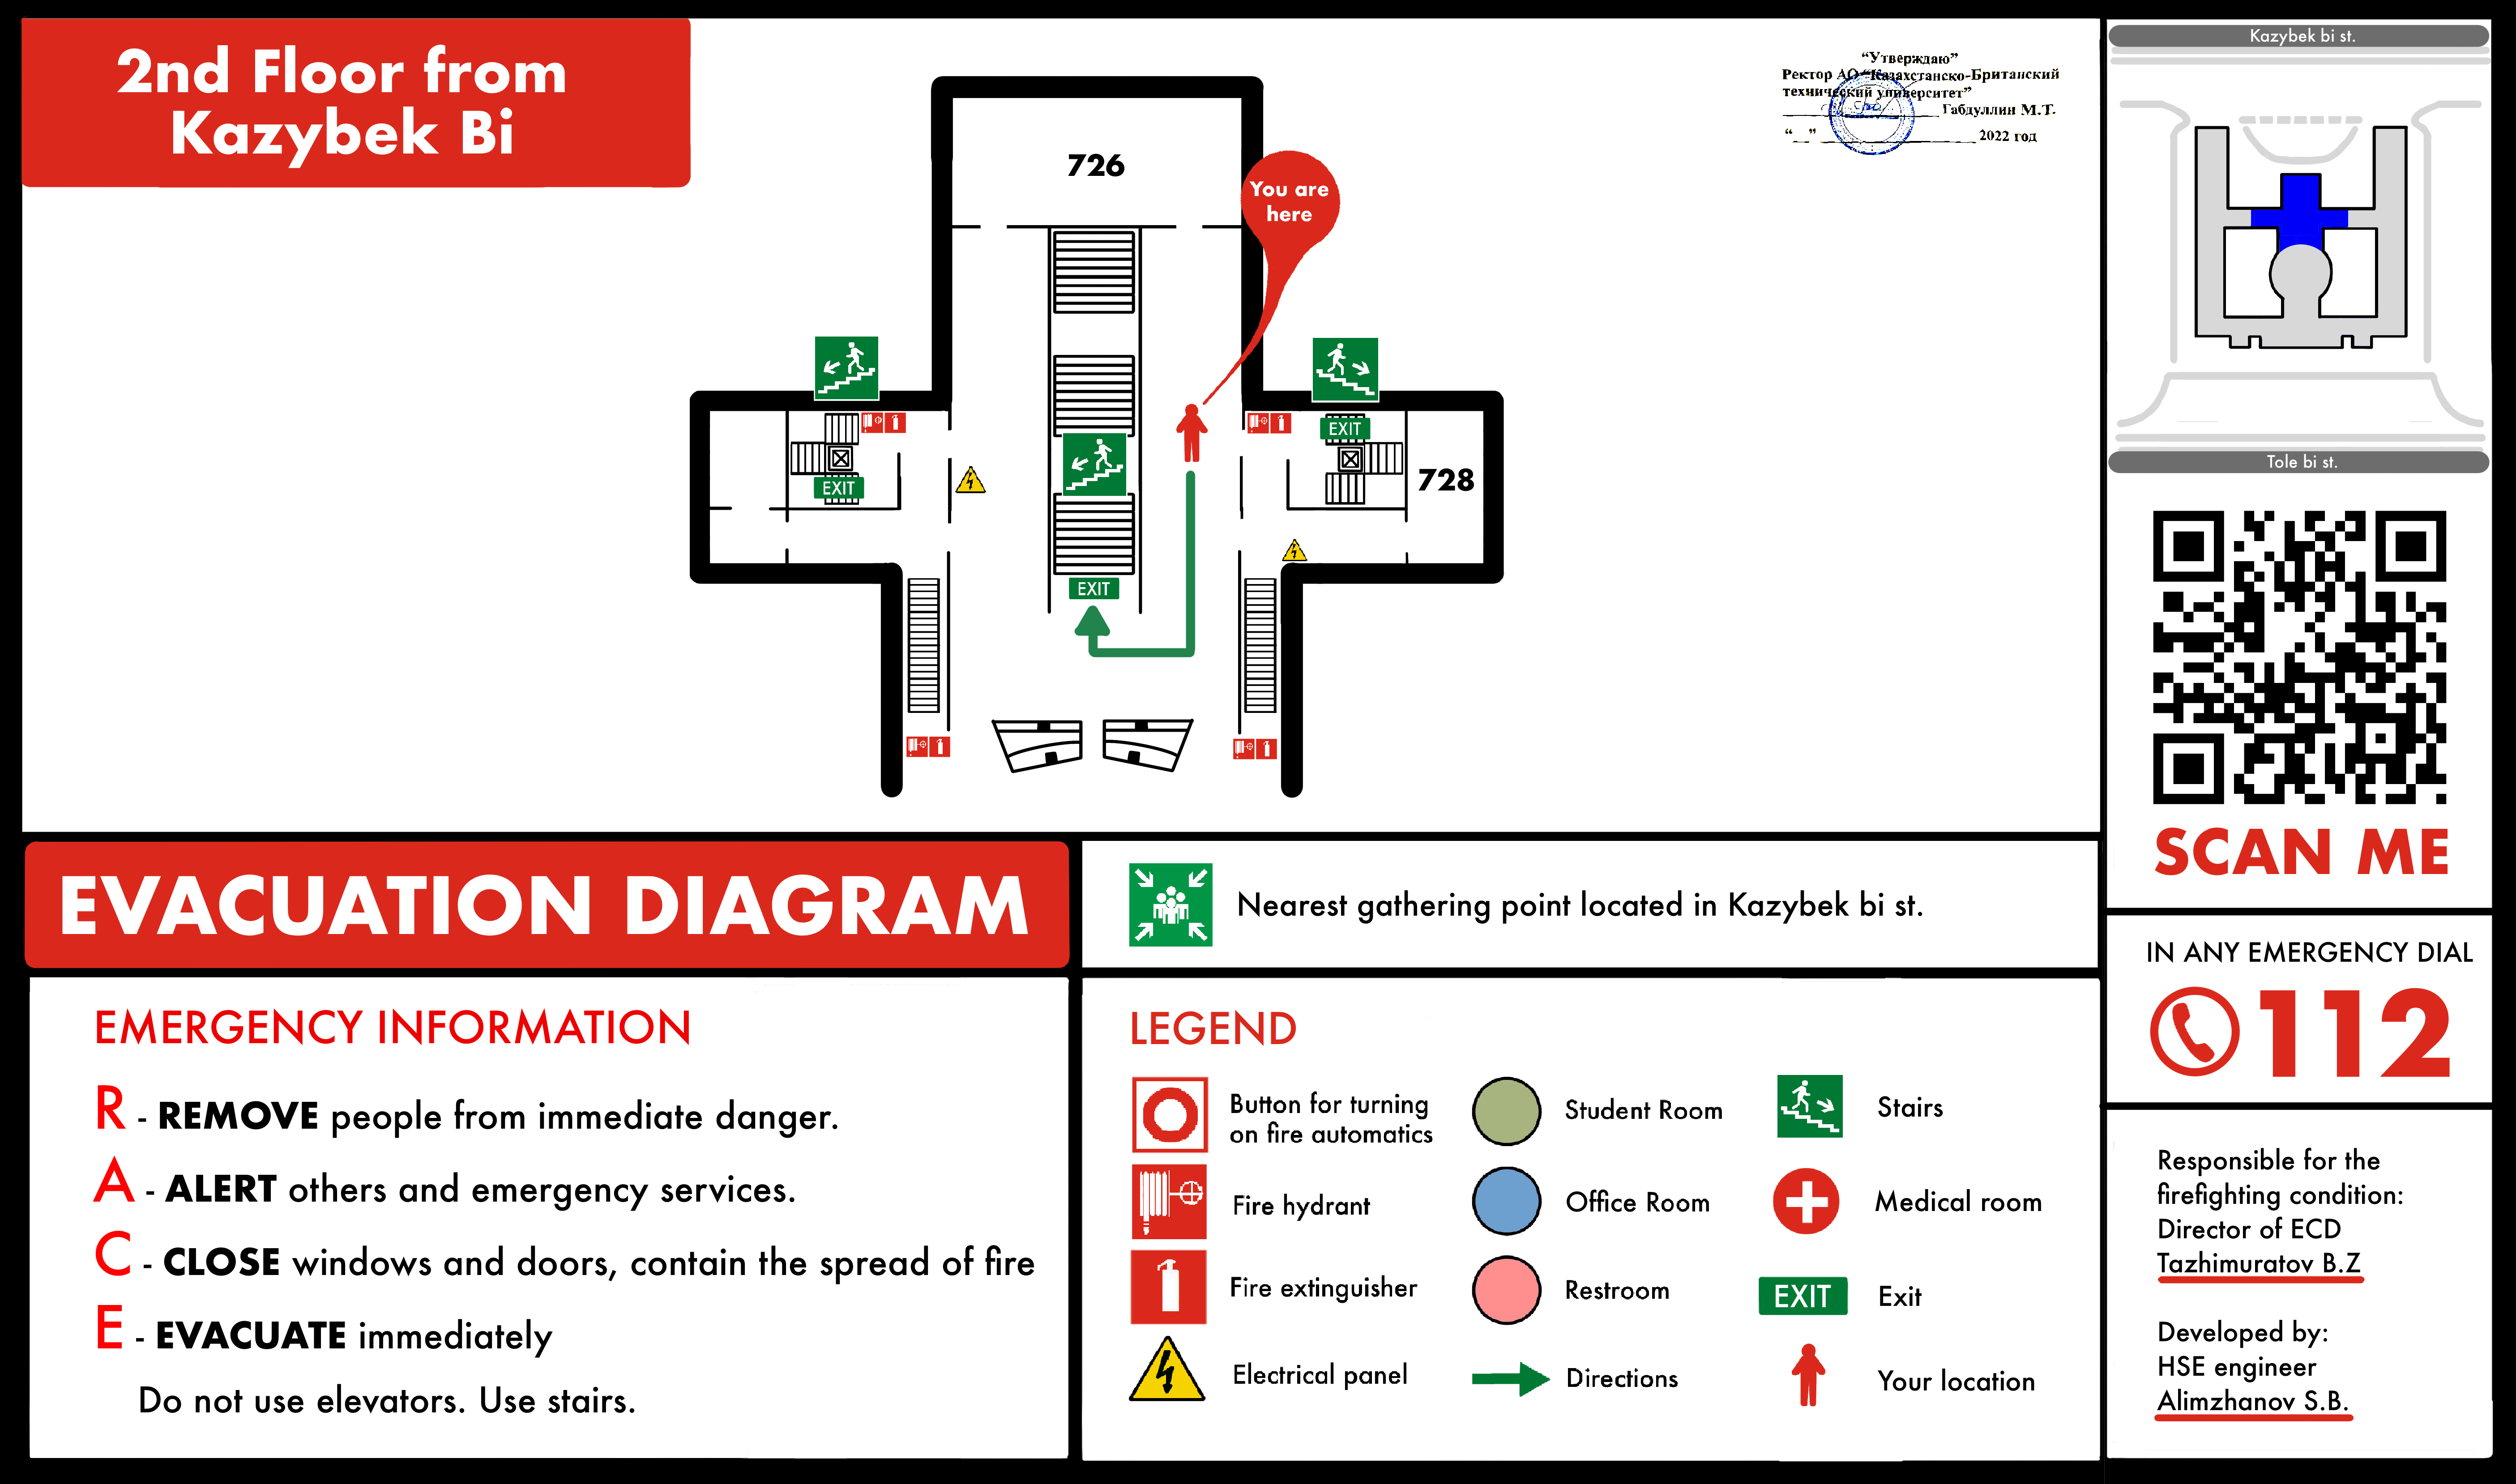 2nd Floor from
Kazybek Bi
726
You are
here
EXIT
EXIT
728
EXIT
"Утверждаю"
Ректор АО "Казахстанско-Британский
технический университет"
Габдуллин М.Т.
" " 2022 год
Kazybek bi st.
Tole bi st.
SCAN ME
EVACUATION DIAGRAM
Nearest gathering point located in Kazybek bi st.
IN ANY EMERGENCY DIAL
112
EMERGENCY INFORMATION
R - REMOVE people from immediate danger.
A - ALERT others and emergency services.
C - CLOSE windows and doors, contain the spread of fire
E - EVACUATE immediately
Do not use elevators. Use stairs.
LEGEND
Button for turning
on fire automatics
Fire hydrant
Fire extinguisher
Electrical panel
Student Room
Office Room
Restroom
Directions
Stairs
Medical room
EXIT Exit
Your location
Responsible for the
firefighting condition:
Director of ECD
Tazhimuratov B.Z
Developed by:
HSE engineer
Alimzhanov S.B.